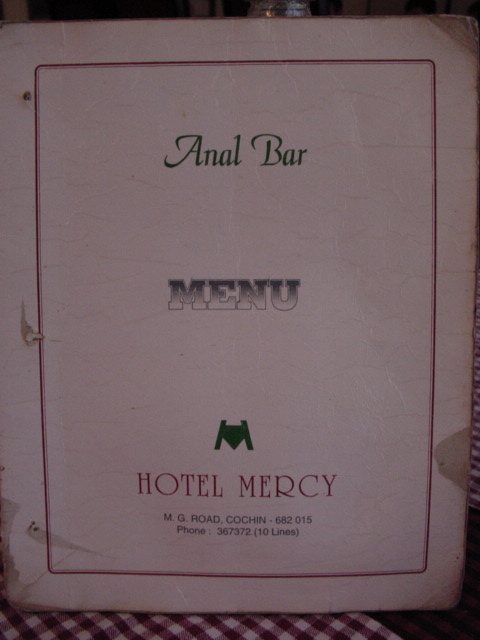 Anal Bar
MENU
HOTEL MERCY
M. G. ROAD, COCHIN - 682 015
Phone : 367372 (10 Lines)